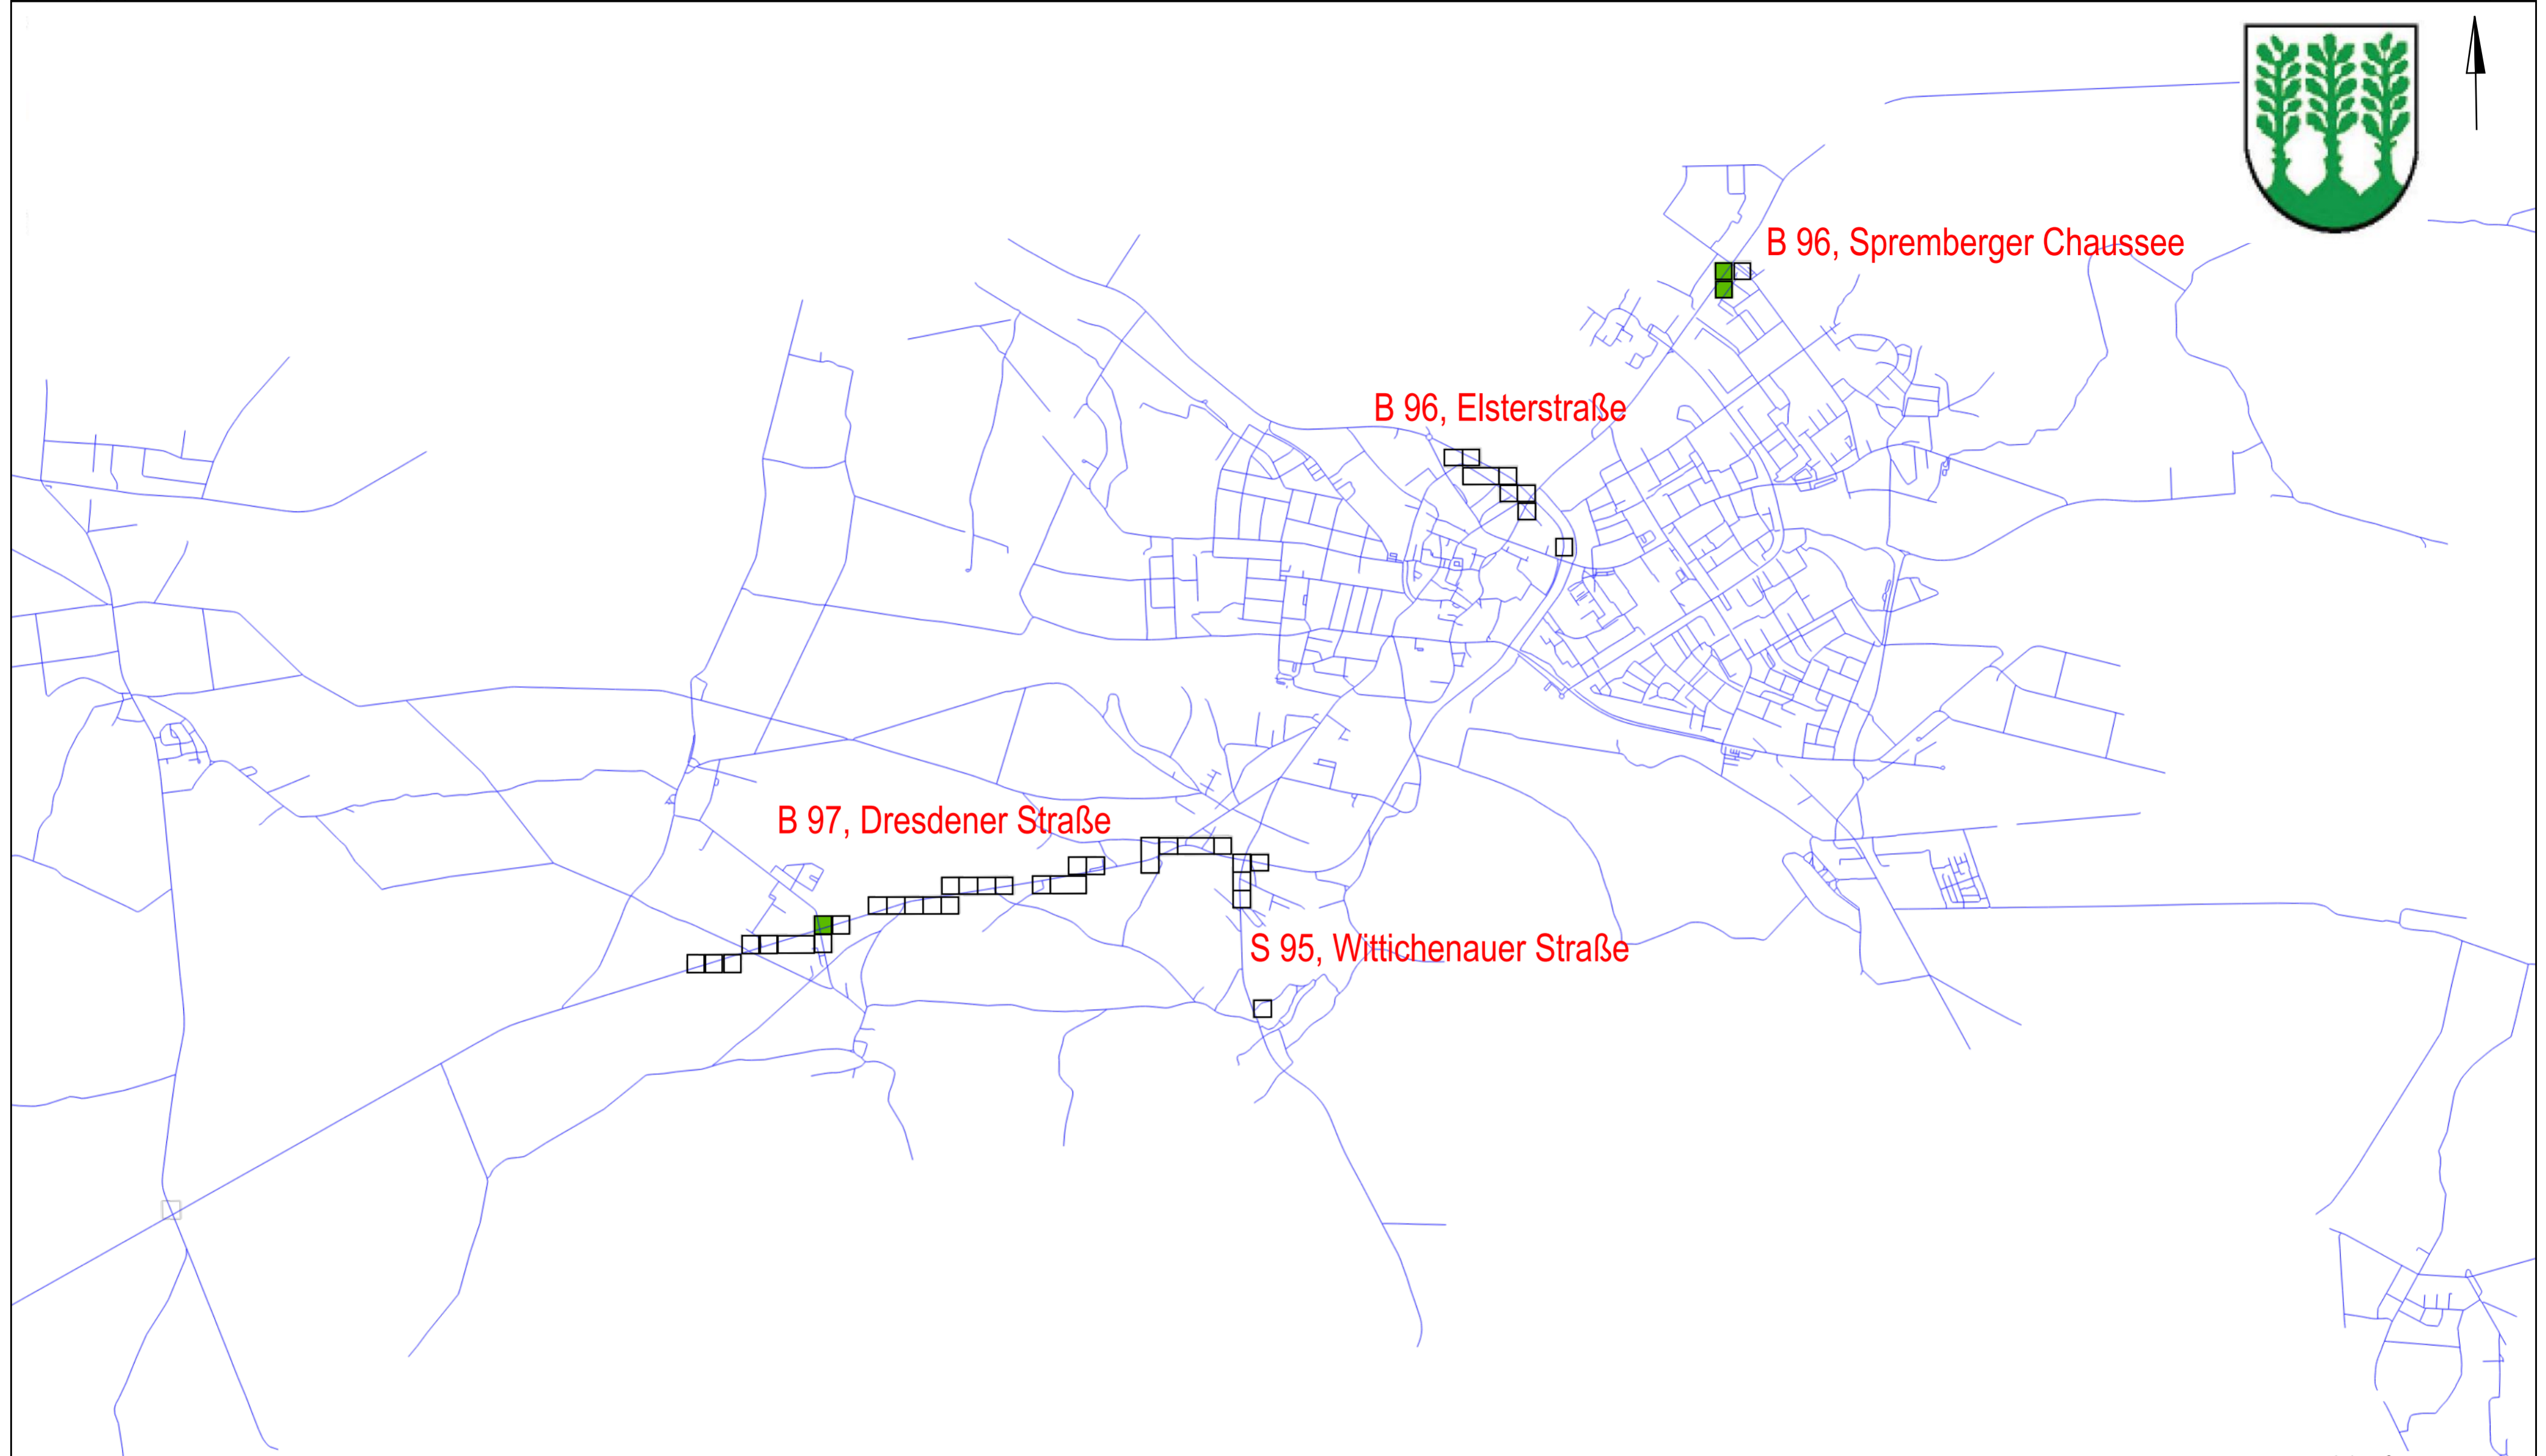 B 96, Spremberger Chaussee
B 96, Elsterstraße
B 97, Dresdener Straße
S 95, Wittichenauer Straße